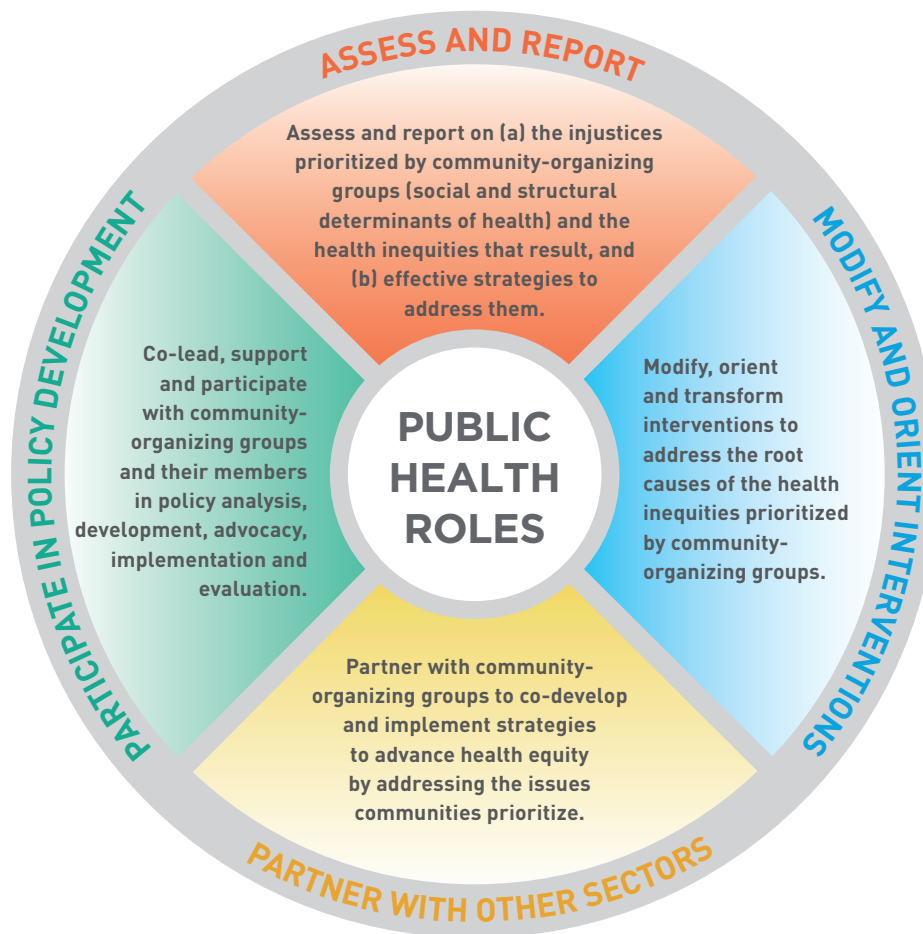 ASSESS AND REPORT
Assess and report on (a) the injustices
prioritized by community-organizing
groups (social and structural
determinants of health) and the
health inequities that result, and
(b) effective strategies to
address them.
MODIFY AND ORIENT INTERVENTIONS
Modify, orient
and transform
interventions to
address the root
causes of the health
inequities prioritized
by community-
organizing groups.
PARTNER WITH OTHER SECTORS
Partner with community-
organizing groups to co-develop
and implement strategies
to advance health equity
by addressing the issues
communities prioritize.
PARTICIPATE IN POLICY DEVELOPMENT
Co-lead, support
and participate
with community-
organizing groups
and their members
in policy analysis,
development, advocacy,
implementation and
evaluation.
PUBLIC
HEALTH
ROLES